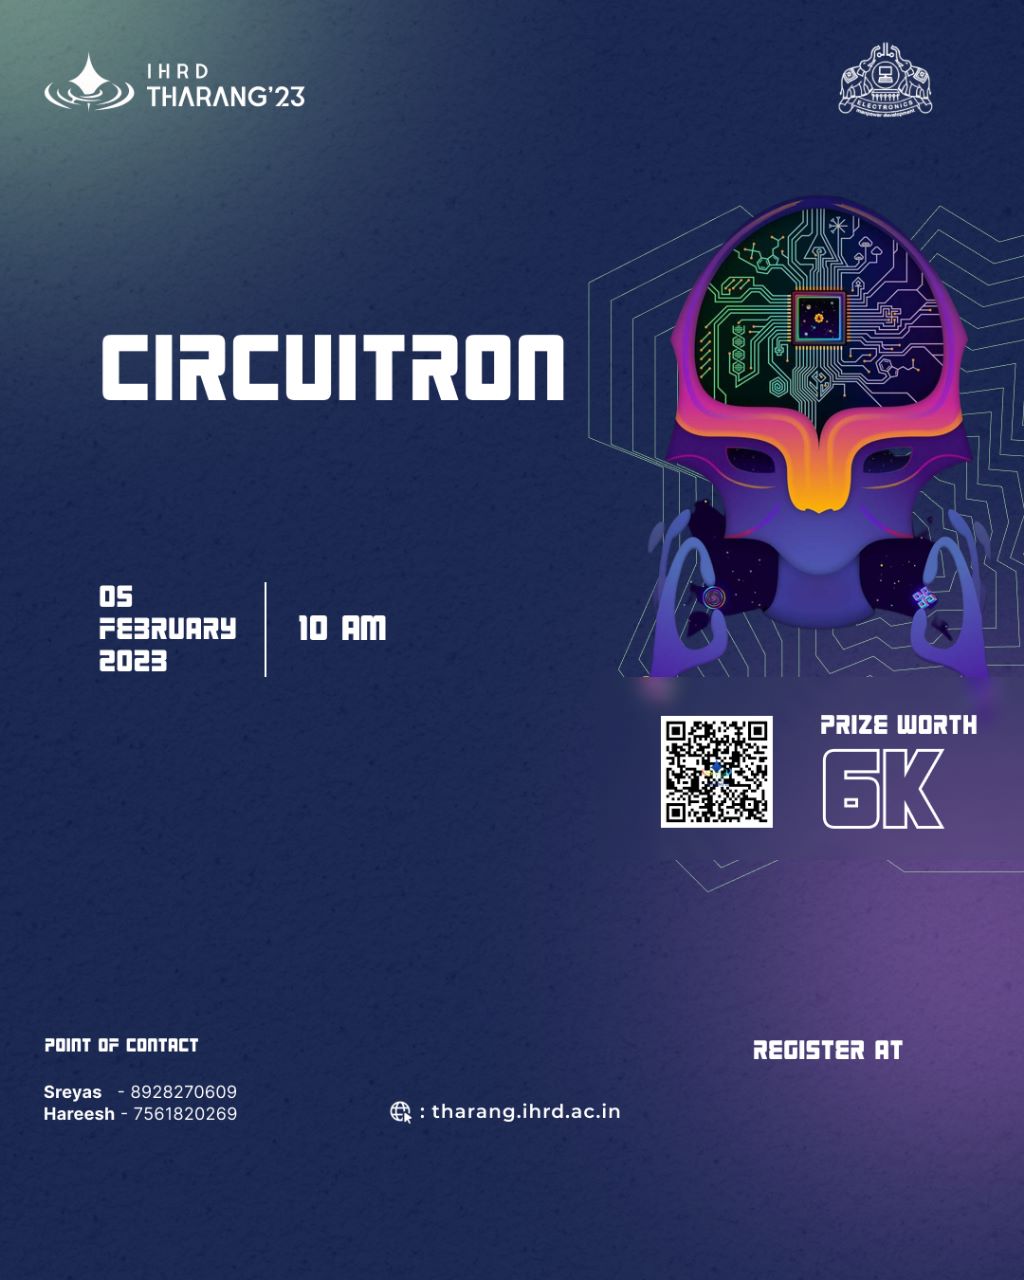 IHRD
THARANG'23
ELECTRONICS
manpower development
CIRCUITRON
05
FEBRUARY
2023
10 AM
PRIZE WORTH
6K
POINT OF CONTACT
Sreyas - 8928270609
Hareesh - 7561820269
: tharang.ihrd.ac.in
REGISTER AT